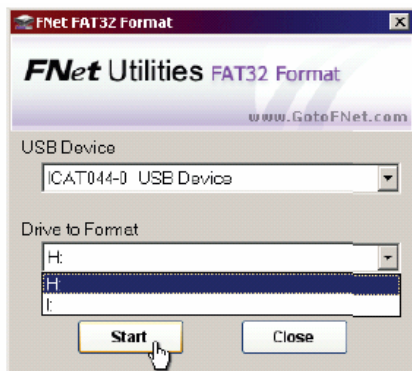 FNet FAT32 Format
FNet Utilities FAT32 Format
www.GotoFNet.com
USB Device
ICAT044-0 USB Device
Drive to Format
H:
H:
I:
Start
Close